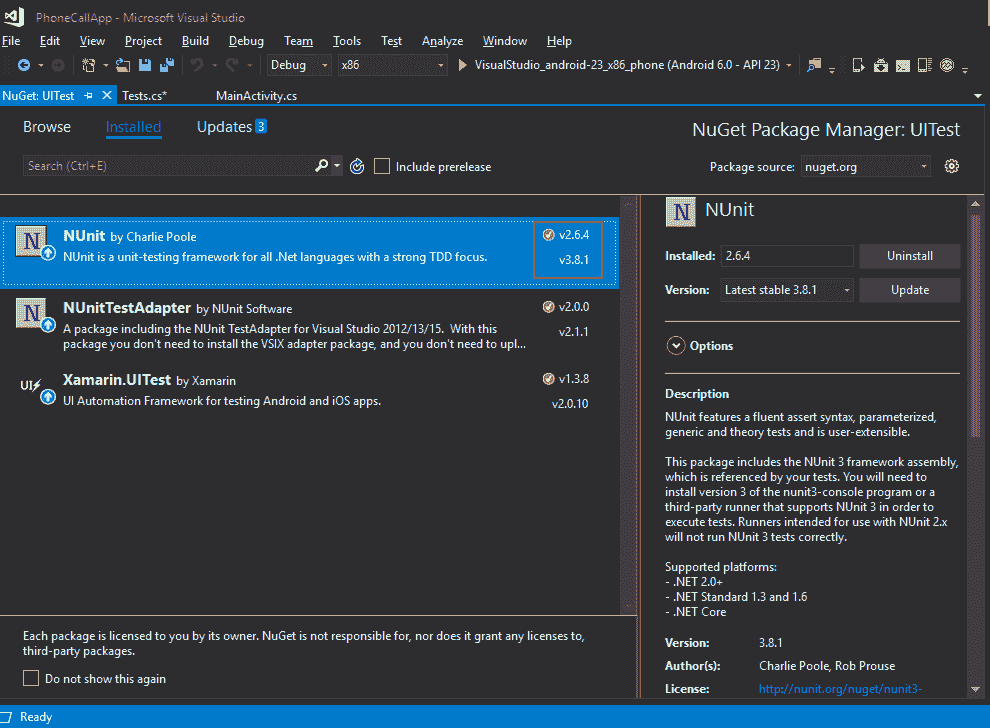 PhoneCallApp - Microsoft Visual Studio
File Edit View Project Build Debug Team Tools Test Analyze Window Help
Debug x86 VisualStudio_android-23_x86_phone (Android 6.0 - API 23)
NuGet: UITest Tests.cs* MainActivity.cs
Browse Installed Updates 3
NuGet Package Manager: UITest
Search (Ctrl+E) Include prerelease
Package source: nuget.org
N NUnit by Charlie Poole v2.6.4
NUnit is a unit-testing framework for all .Net languages with a strong TDD focus. v3.8.1
N NUnitTestAdapter by NUnit Software v2.0.0
A package including the NUnit TestAdapter for Visual Studio 2012/13/15. With this v2.1.1
package you don't need to install the VSIX adapter package, and you don't need to upl...
UI Xamarin.UITest by Xamarin v1.3.8
UI Automation Framework for testing Android and iOS apps. v2.0.10
Each package is licensed to you by its owner. NuGet is not responsible for, nor does it grant any licenses to,
third-party packages.
Do not show this again
N NUnit
Installed: 2.6.4 Uninstall
Version: Latest stable 3.8.1 Update
Options
Description
NUnit features a fluent assert syntax, parameterized,
generic and theory tests and is user-extensible.
This package includes the NUnit 3 framework assembly,
which is referenced by your tests. You will need to
install version 3 of the nunit3-console program or a
third-party runner that supports NUnit 3 in order to
execute tests. Runners intended for use with NUnit 2.x
will not run NUnit 3 tests correctly.
Supported platforms:
- .NET 2.0+
- .NET Standard 1.3 and 1.6
- .NET Core
Version: 3.8.1
Author(s): Charlie Poole, Rob Prouse
License: http://nunit.org/nuget/nunit3-
Ready